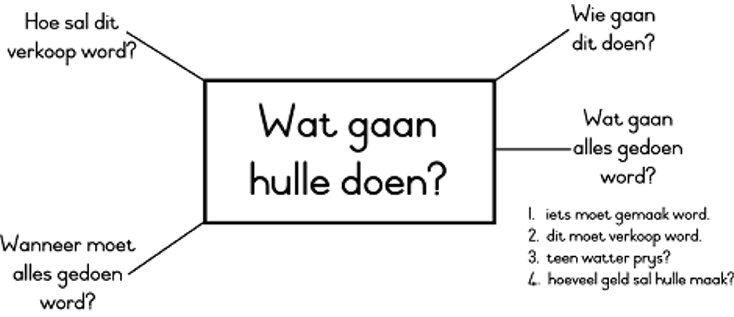 Hoe sal dit
verkoop word?
Wie gaan
dit doen?
Wat gaan
hulle doen?
Wat gaan
alles gedoen
word?
1. iets moet gemaak word.
2. dit moet verkoop word.
3. teen watter prys?
4. hoeveel geld sal hulle maak?
Wanneer moet
alles gedoen
word?